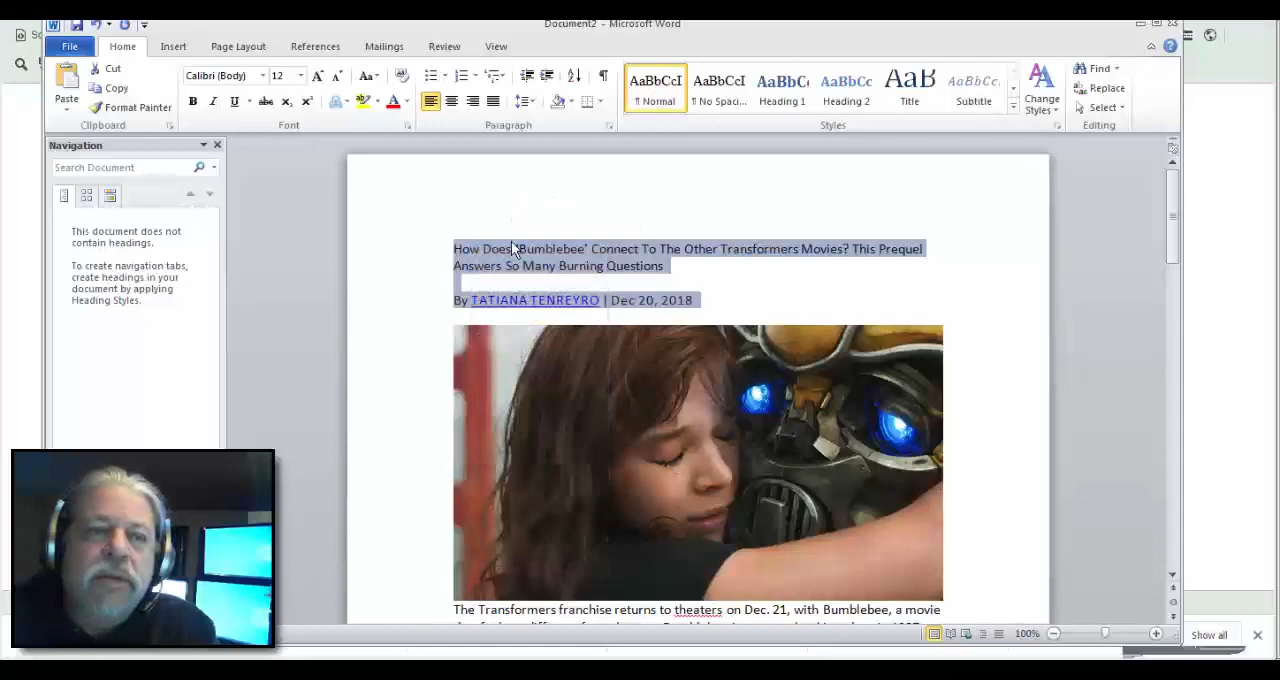 Document2 - Microsoft Word
File Home Insert Page Layout References Mailings Review View
Paste
Cut
Copy
Format Painter
Clipboard
Calibri (Body) 12
Font
Paragraph
AaBbCcI AaBbCcI AaBbCc AaBbCc AaB AaBbCc.
¶ Normal ¶ No Spaci... Heading 1 Heading 2 Title Subtitle
Change
Styles
Styles
Find
Replace
Select
Editing
Navigation
Search Document
This document does not
contain headings.
To create navigation tabs,
create headings in your
document by applying
Heading Styles.
How Does 'Bumblebee' Connect To The Other Transformers Movies? This Prequel
Answers So Many Burning Questions
By TATIANA TENREYRO | Dec 20, 2018
The Transformers franchise returns to theaters on Dec. 21, with Bumblebee, a movie
100%
Show all